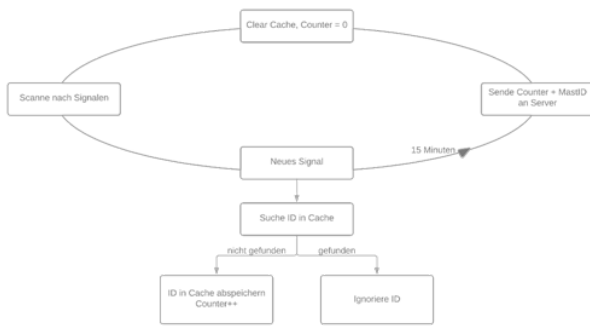 Clear Cache, Counter = 0
Scanne nach Signalen
Sende Counter + MastID
an Server
15 Minuten
Neues Signal
Suche ID in Cache
nicht gefunden
gefunden
ID in Cache abspeichern
Counter++
Ignoriere ID